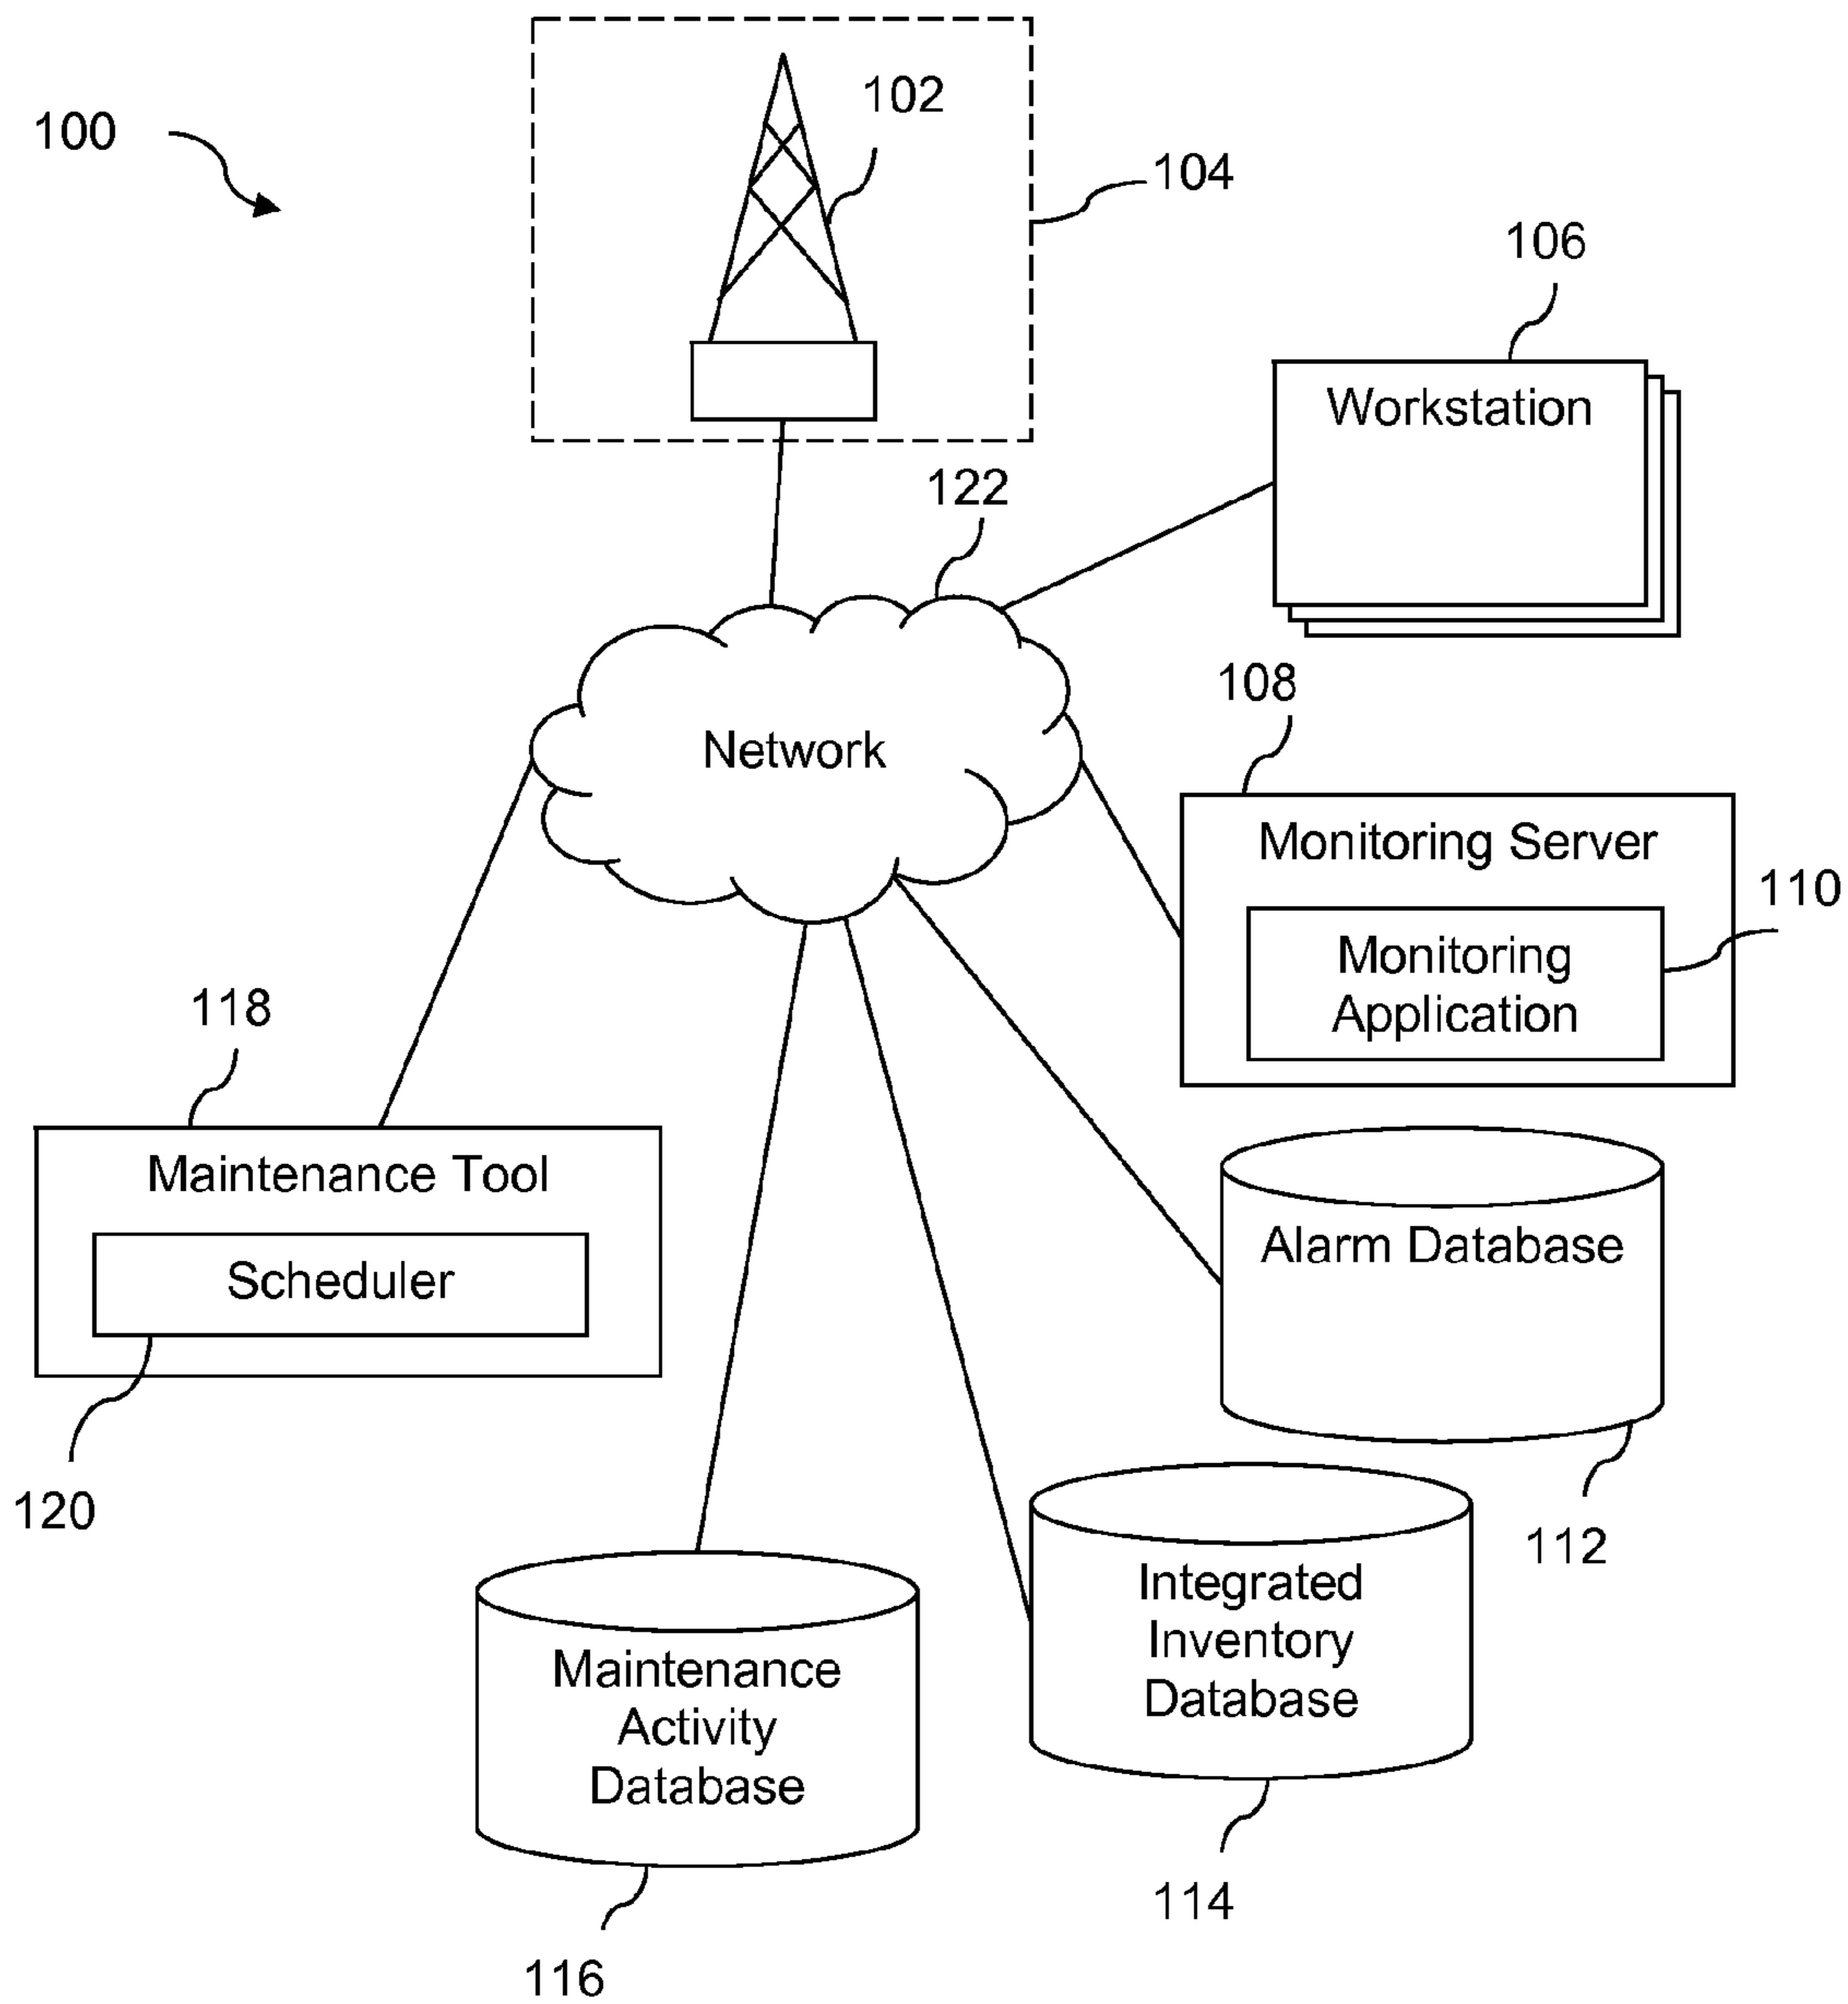 102
100
104
106
Workstation
122
108
Network
Monitoring Server
110
Monitoring
Application
118
Maintenance Tool
Scheduler
Alarm Database
120
112
Integrated
Inventory
Database
Maintenance
Activity
Database
114
116